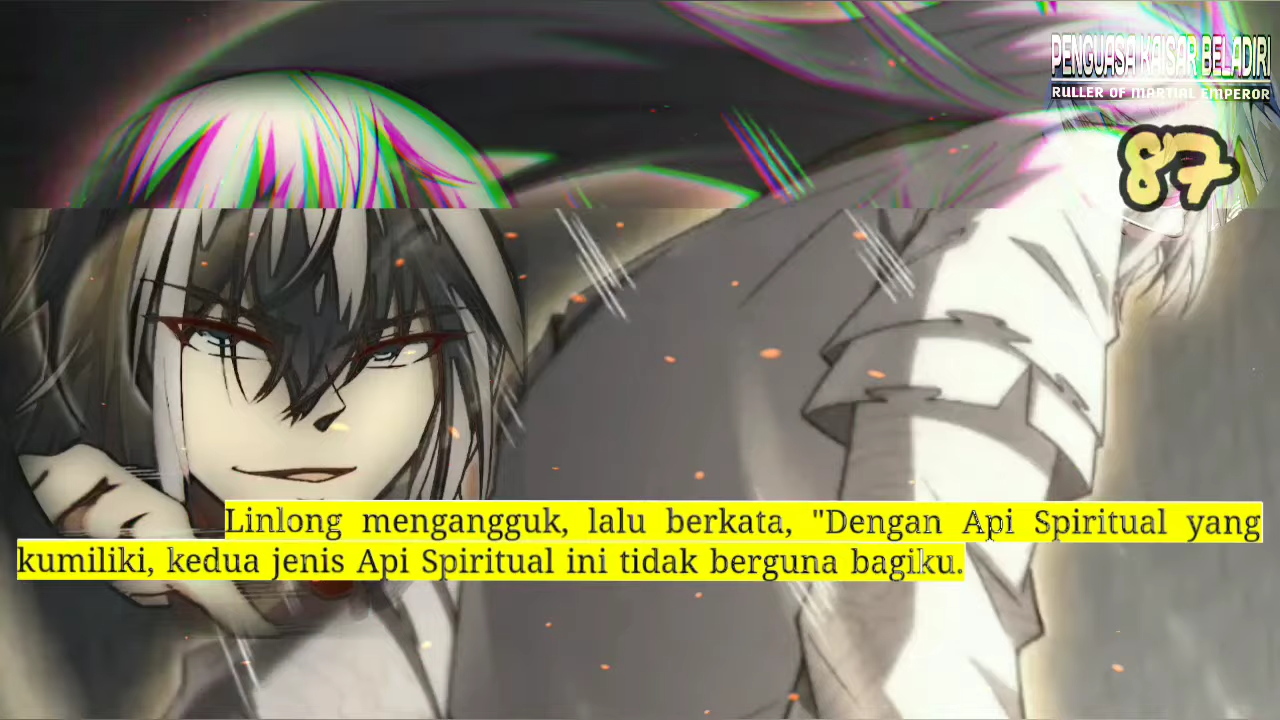 PENGUASA KAISAR BELADIRI
RULLER OF MARTIAL EMPEROR
87
Linlong mengangguk, lalu berkata, "Dengan Api Spiritual yang
kumiliki, kedua jenis Api Spiritual ini tidak berguna bagiku.